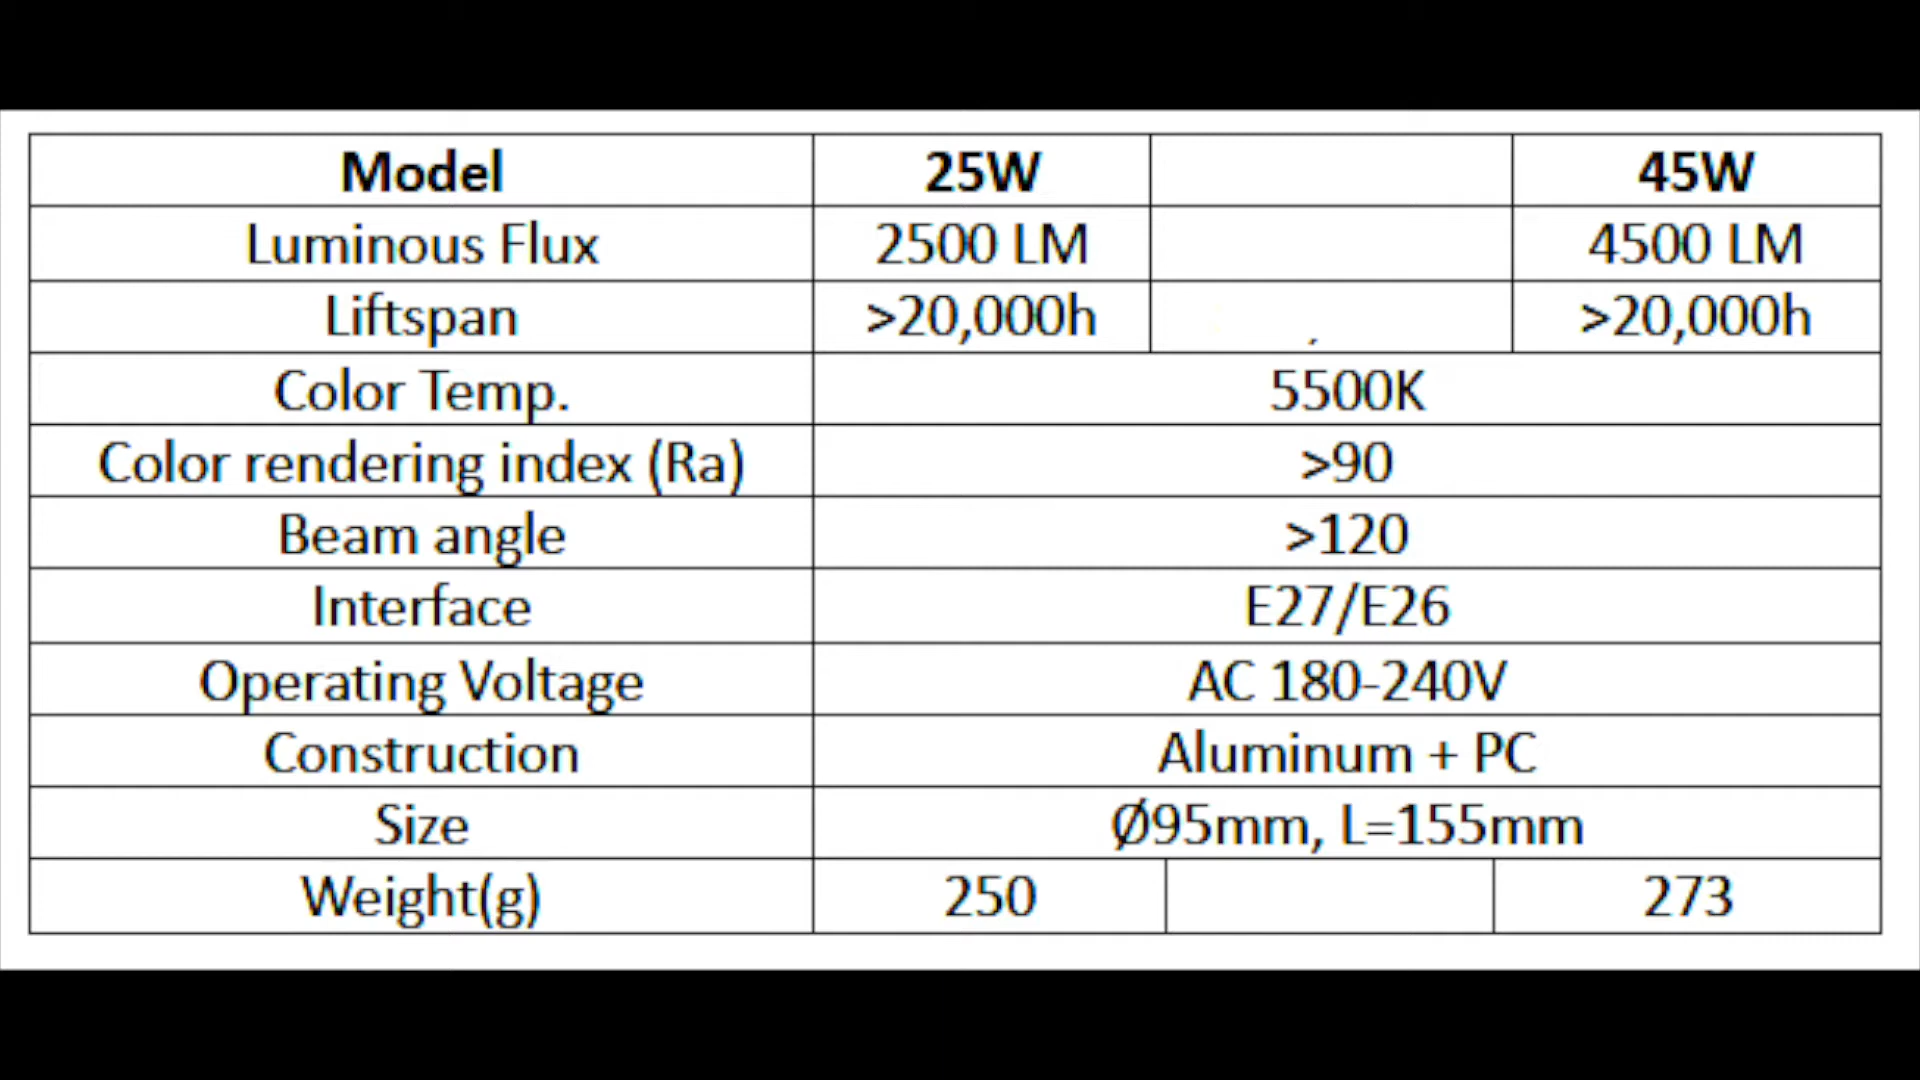 Model 25W 45W
Luminous Flux 2500 LM 4500 LM
Liftspan >20,000h >20,000h
Color Temp. 5500K
Color rendering index (Ra) >90
Beam angle >120
Interface E27/E26
Operating Voltage AC 180-240V
Construction Aluminum + PC
Size Ø95mm, L=155mm
Weight(g) 250 273